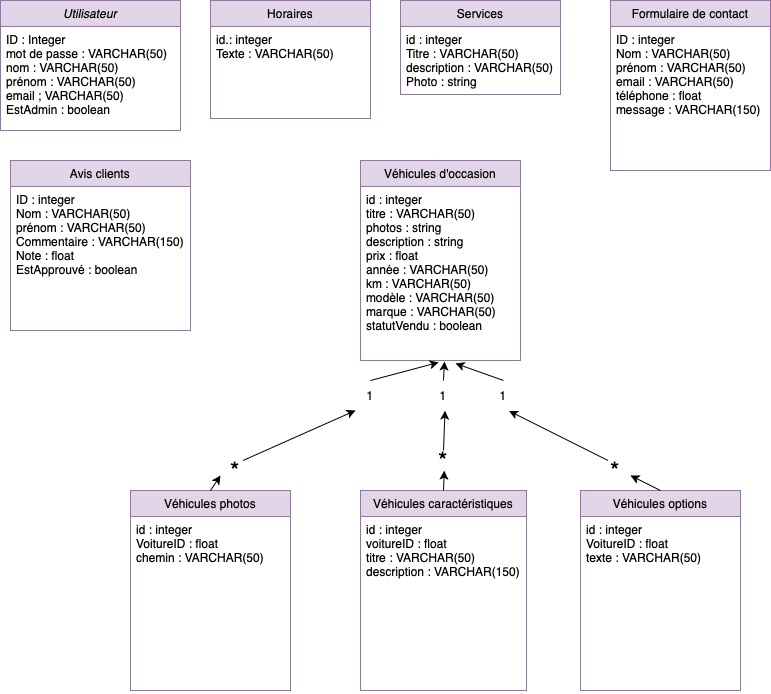 Utilisateur
ID : Integer
mot de passe : VARCHAR(50)
nom : VARCHAR(50)
prénom : VARCHAR(50)
email ; VARCHAR(50)
EstAdmin : boolean
Horaires
id.: integer
Texte : VARCHAR(50)
Services
id : integer
Titre : VARCHAR(50)
description : VARCHAR(50)
Photo : string
Formulaire de contact
ID : integer
Nom : VARCHAR(50)
prénom : VARCHAR(50)
email : VARCHAR(50)
téléphone : float
message : VARCHAR(150)
Avis clients
ID : integer
Nom : VARCHAR(50)
prénom : VARCHAR(50)
Commentaire : VARCHAR(150)
Note : float
EstApprouvé : boolean
Véhicules d'occasion
id : integer
titre : VARCHAR(50)
photos : string
description : string
prix : float
année : VARCHAR(50)
km : VARCHAR(50)
modèle : VARCHAR(50)
marque : VARCHAR(50)
statutVendu : boolean
1 1 1
* * *
Véhicules photos
id : integer
VoitureID : float
chemin : VARCHAR(50)
Véhicules caractéristiques
id : integer
voitureID : float
titre : VARCHAR(50)
description : VARCHAR(150)
Véhicules options
id : integer
VoitureID : float
texte : VARCHAR(50)